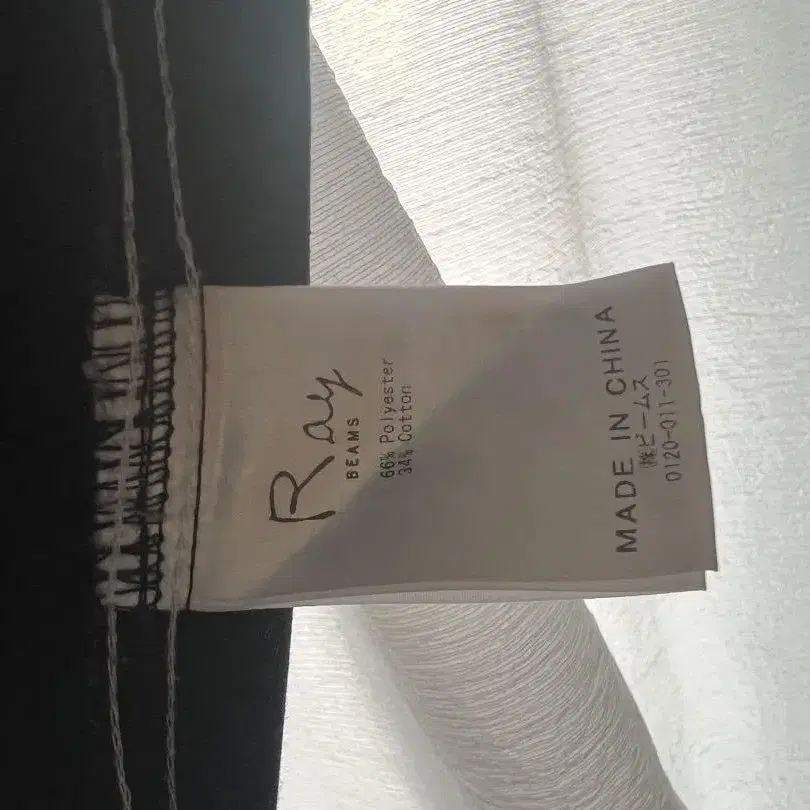 Ray
BEAMS
66% Polyester
34% Cotton
MADE IN CHINA
㈱ビームス
0120-011-301